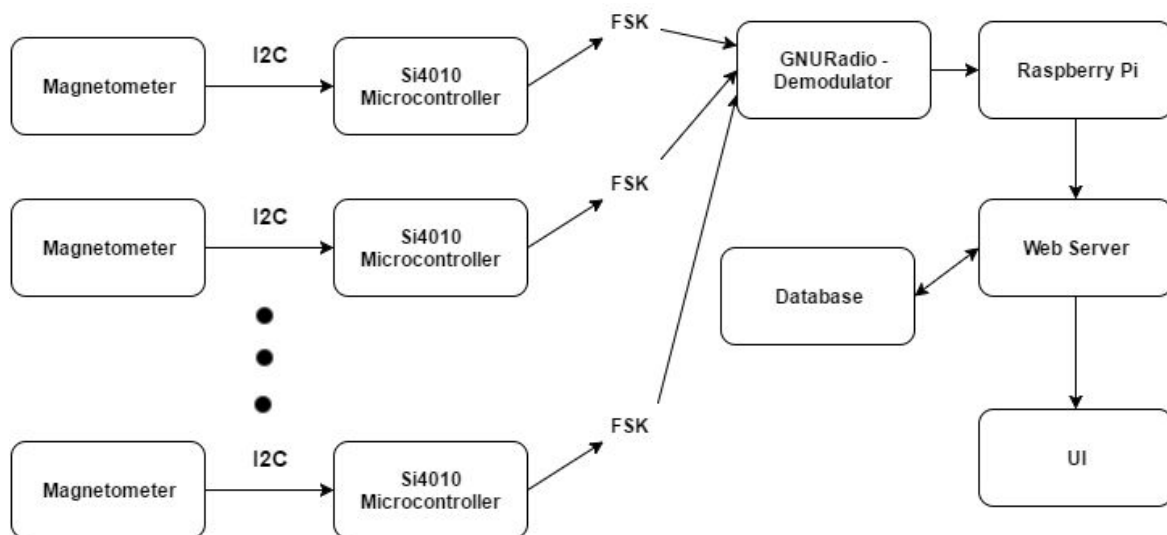 Magnetometer
I2C
Si4010
Microcontroller
FSK
GNURadio -
Demodulator
Raspberry Pi
Magnetometer
I2C
Si4010
Microcontroller
FSK
Web Server
Database
Magnetometer
I2C
Si4010
Microcontroller
FSK
UI